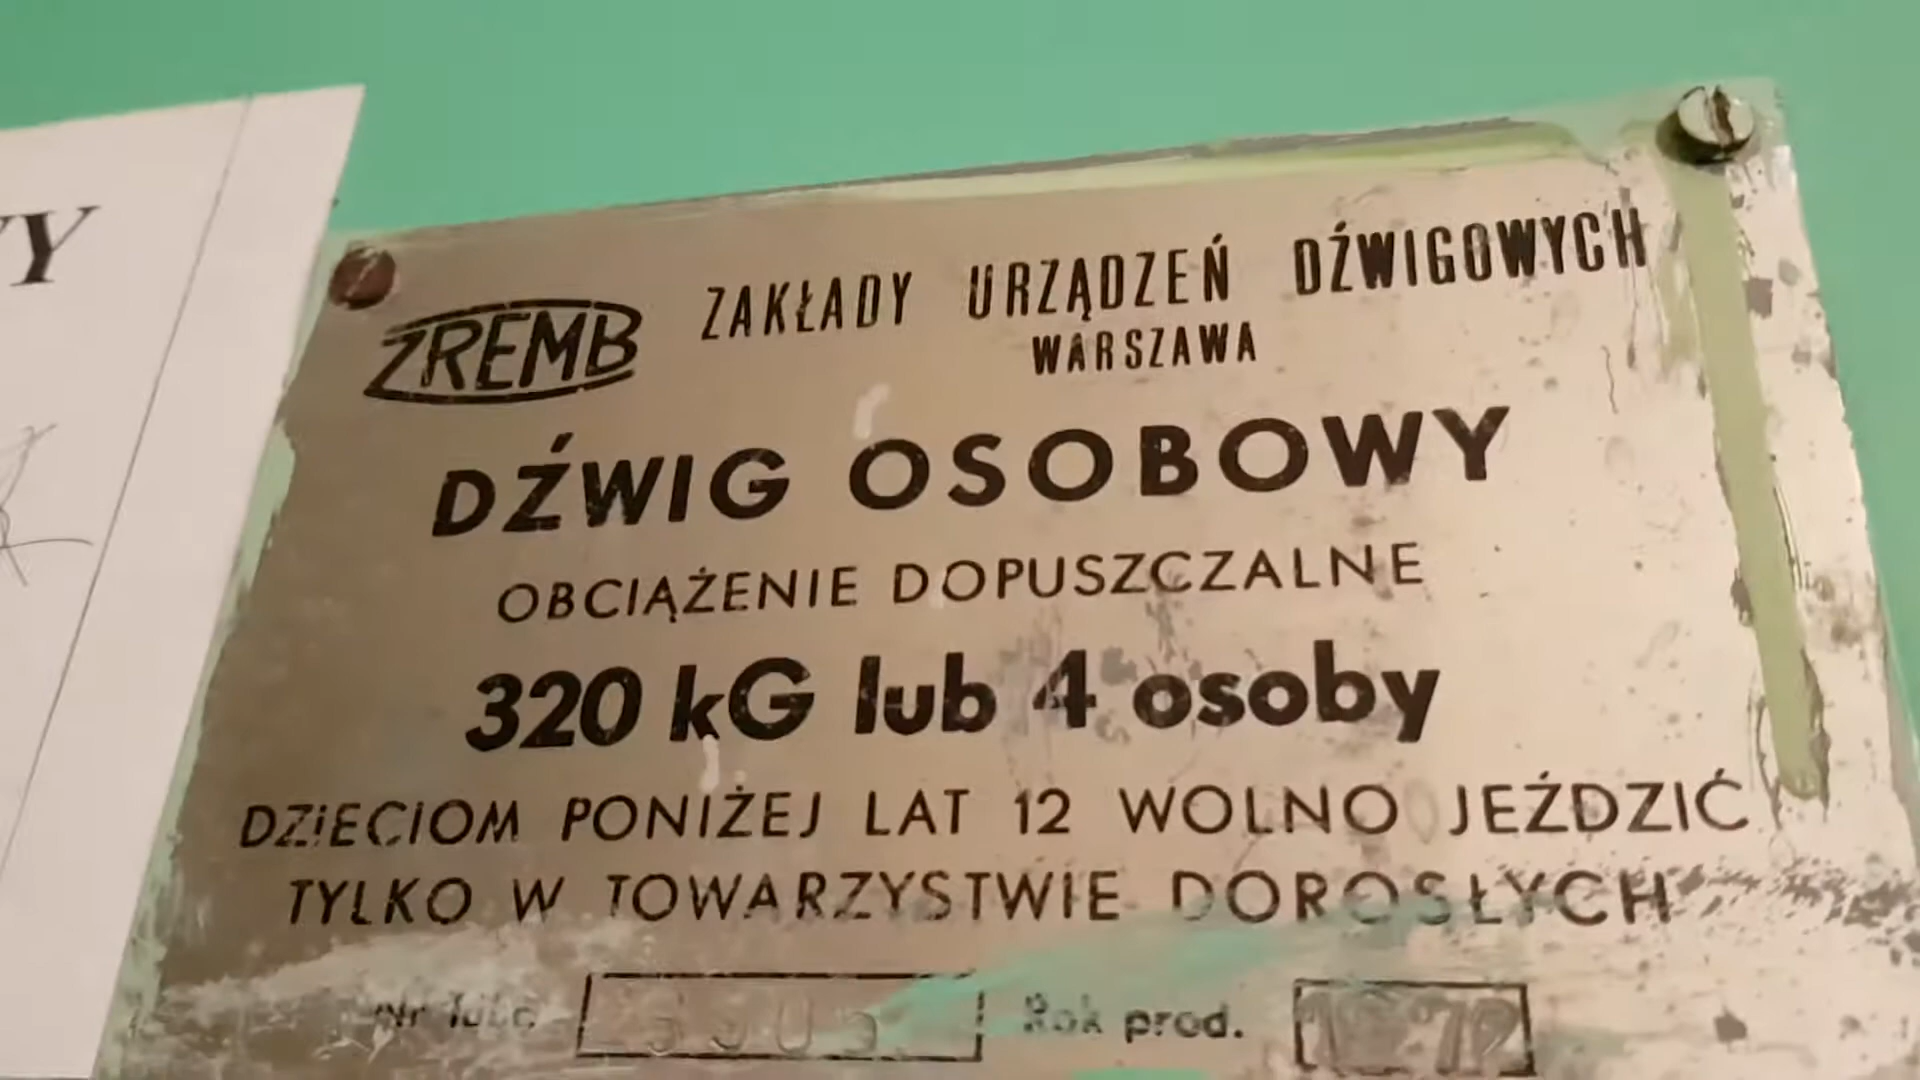 ZREMB ZAKŁADY URZĄDZEŃ DŹWIGOWYCH
WARSZAWA
DŹWIG OSOBOWY
OBCIĄŻENIE DOPUSZCZALNE
320 kG lub 4 osoby
DZIECIOM PONIŻEJ LAT 12 WOLNO JEŹDZIĆ
TYLKO W TOWARZYSTWIE DOROSŁYCH
Nr Rok prod.